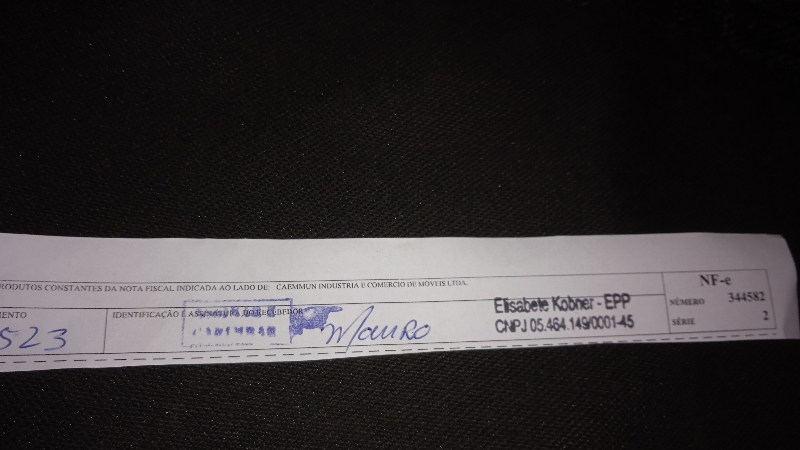 RODUTOS CONSTANTES DA NOTA FISCAL INDICADA AO LADO DE: CAEMMUN INDUSTRIA E COMERCIO DE MOVEIS LTDA.
NF-e
NÚMERO 344582
SÉRIE 2
MENTO
523
IDENTIFICAÇÃO E ASSINATURA DO RECEBEDOR
Mauro
Elisabete Kobner - EPP
CNPJ 05.464.149/0001-45